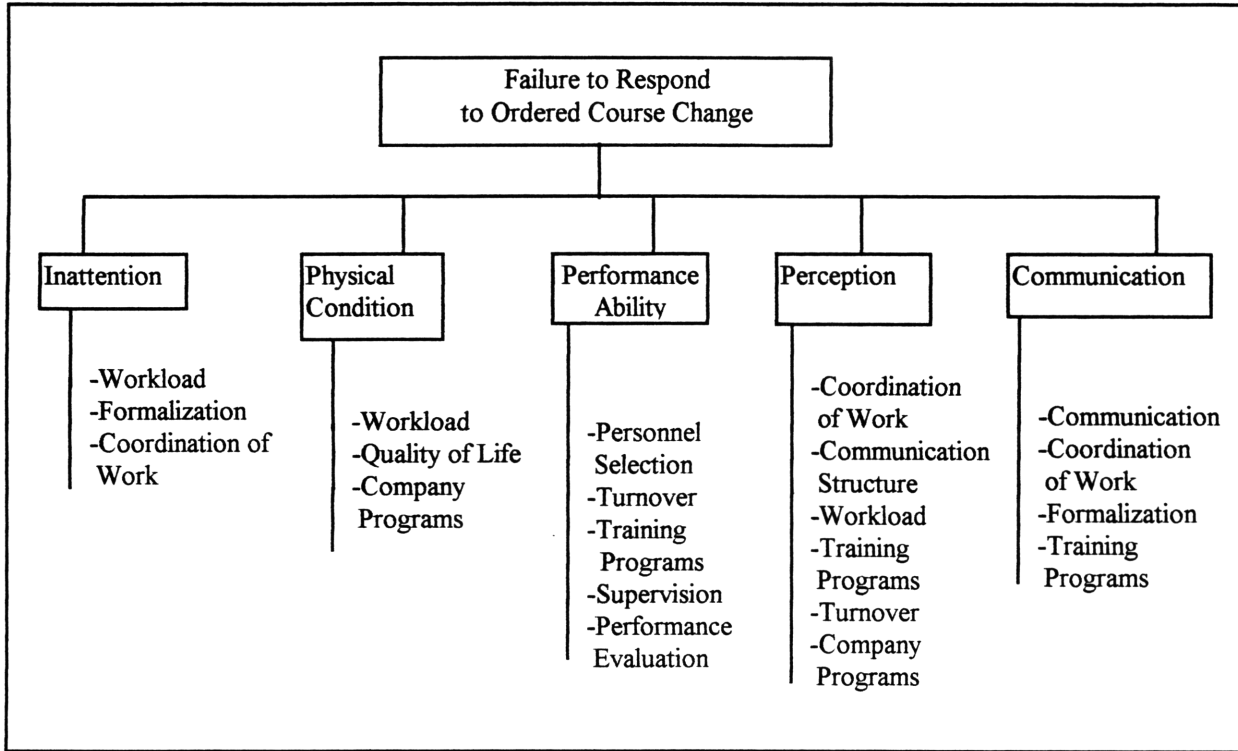 Failure to Respond
to Ordered Course Change
Inattention
-Workload
-Formalization
-Coordination of
Work
Physical
Condition
-Workload
-Quality of Life
-Company
Programs
Performance
Ability
-Personnel
Selection
-Turnover
-Training
Programs
-Supervision
-Performance
Evaluation
Perception
-Coordination
of Work
-Communication
Structure
-Workload
-Training
Programs
-Turnover
-Company
Programs
Communication
-Communication
-Coordination
of Work
-Formalization
-Training
Programs